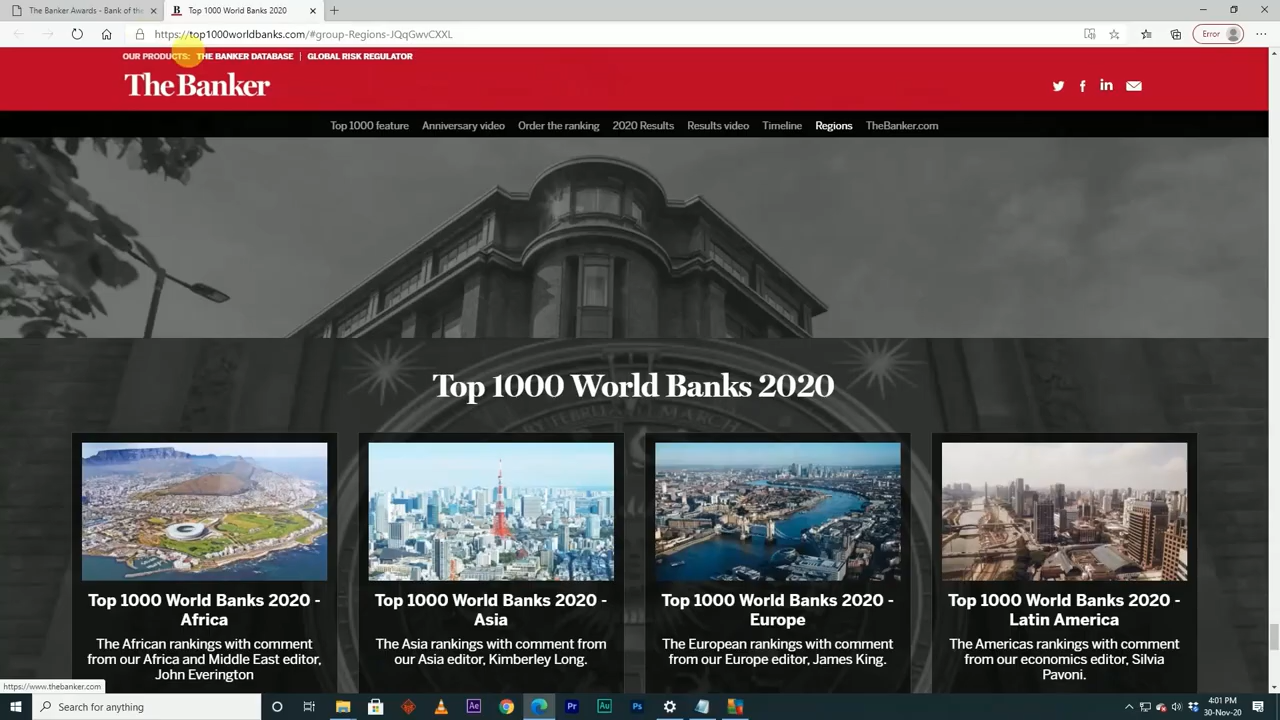 The Banker Awards - Bank of the
Top 1000 World Banks 2020
https://top1000worldbanks.com/#group-Regions-JQqGwvCXXL
Error
OUR PRODUCTS: THE BANKER DATABASE | GLOBAL RISK REGULATOR
The Banker
Top 1000 feature Anniversary video Order the ranking 2020 Results Results video Timeline Regions TheBanker.com
Top 1000 World Banks 2020
Top 1000 World Banks 2020 -
Africa
The African rankings with comment
from our Africa and Middle East editor,
John Everington
Top 1000 World Banks 2020 -
Asia
The Asia rankings with comment from
our Asia editor, Kimberley Long.
Top 1000 World Banks 2020 -
Europe
The European rankings with comment
from our Europe editor, James King.
Top 1000 World Banks 2020 -
Latin America
The Americas rankings with comment
from our economics editor, Silvia
Pavoni.
https://www.thebanker.com
Search for anything
Ae
Pr
Au
Ps
4:01 PM
30-Nov-20